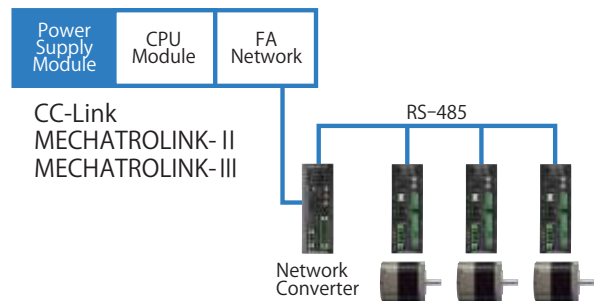 Power
Supply
Module
CPU
Module
FA
Network
CC-Link
MECHATROLINK-II
MECHATROLINK-III
RS-485
Network
Converter